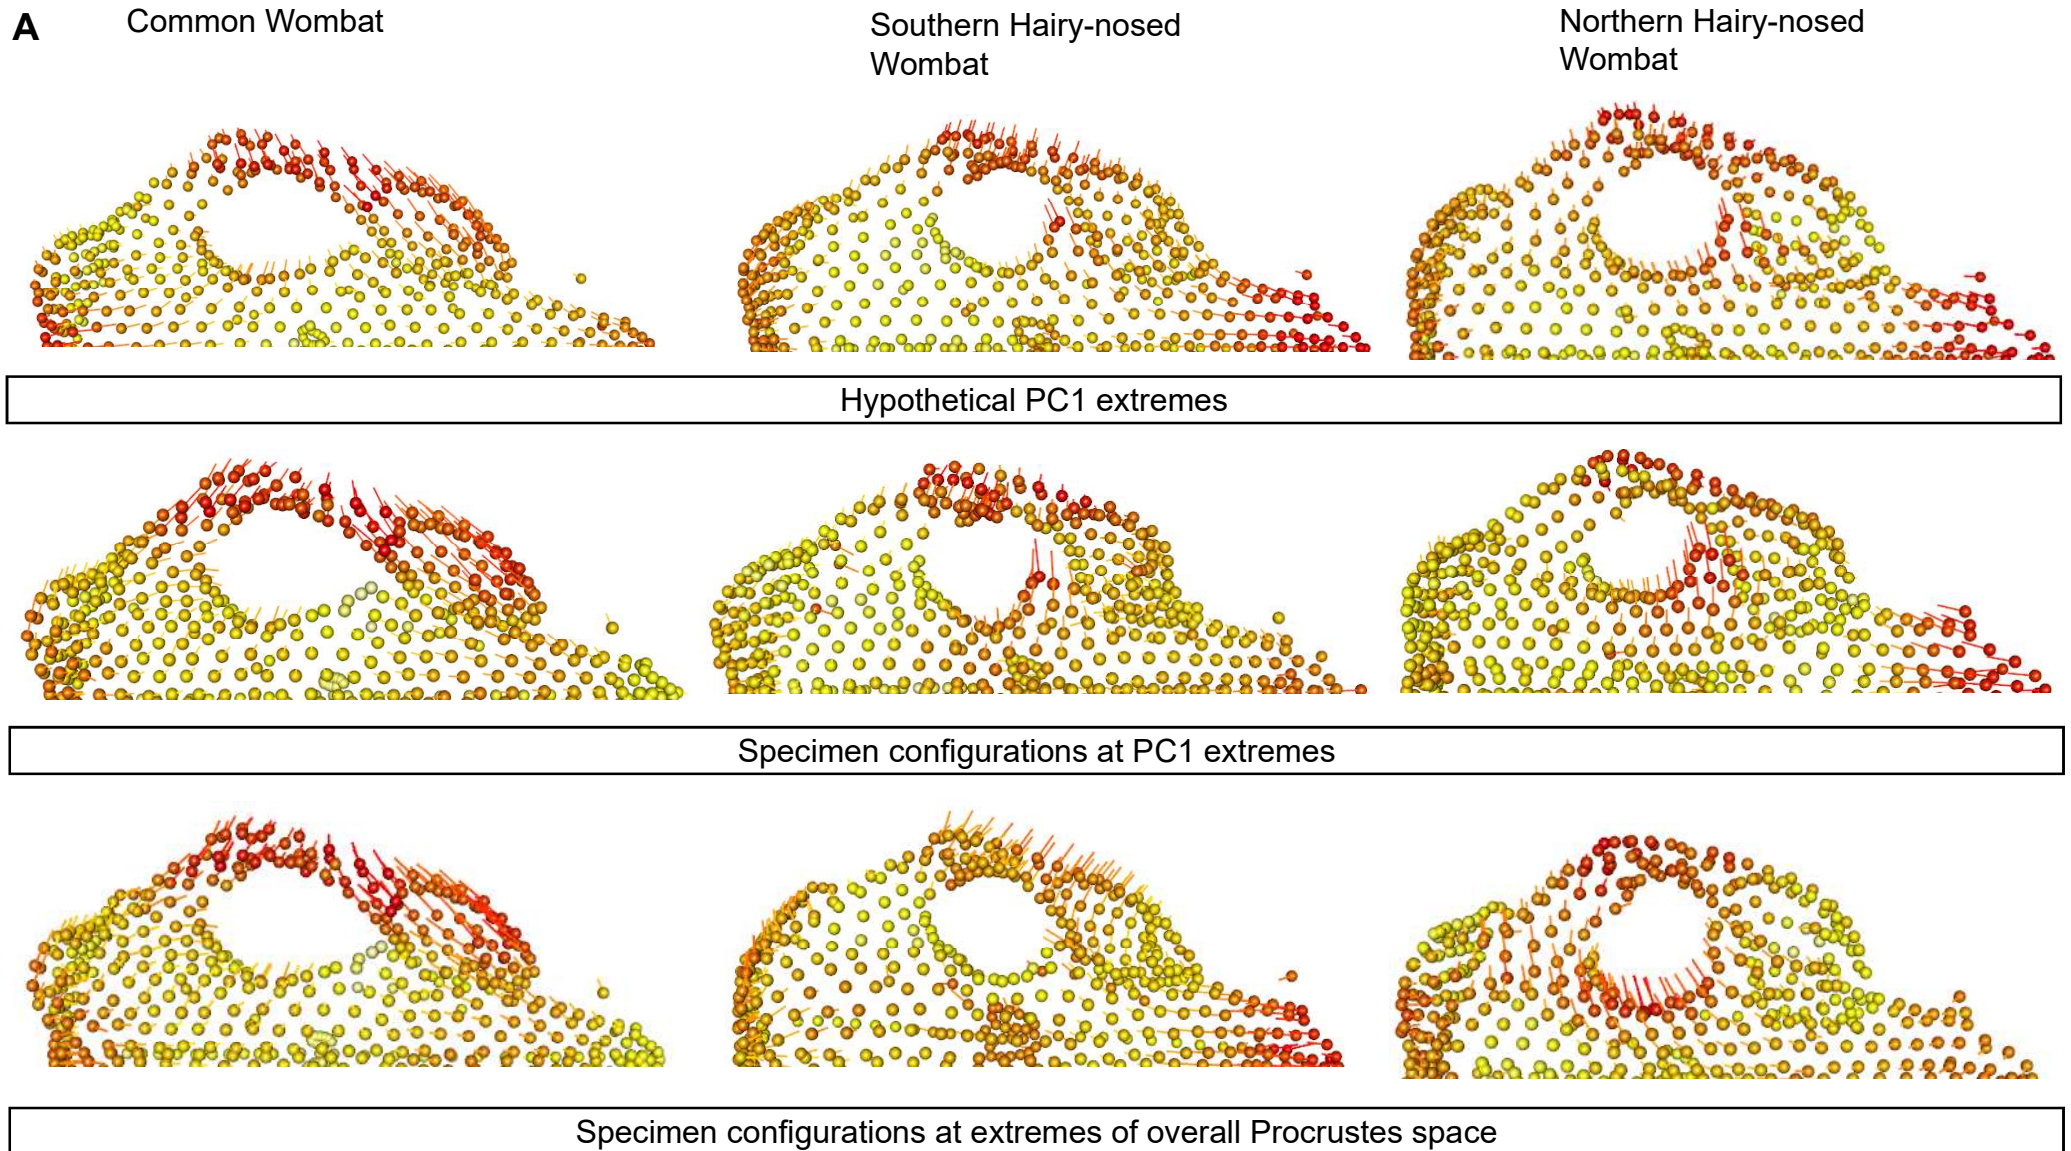 A
Common Wombat
Southern Hairy-nosed
Wombat
Northern Hairy-nosed
Wombat
Hypothetical PC1 extremes
Specimen configurations at PC1 extremes
Specimen configurations at extremes of overall Procrustes space